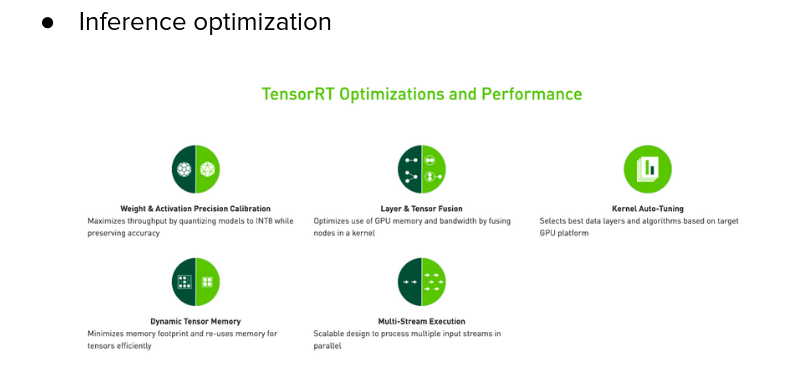 ● Inference optimization
TensorRT Optimizations and Performance
Weight & Activation Precision Calibration
Maximizes throughput by quantizing models to INT8 while
preserving accuracy
Layer & Tensor Fusion
Optimizes use of GPU memory and bandwidth by fusing
nodes in a kernel
Kernel Auto-Tuning
Selects best data layers and algorithms based on target
GPU platform
Dynamic Tensor Memory
Minimizes memory footprint and re-uses memory for
tensors efficiently
Multi-Stream Execution
Scalable design to process multiple input streams in
parallel